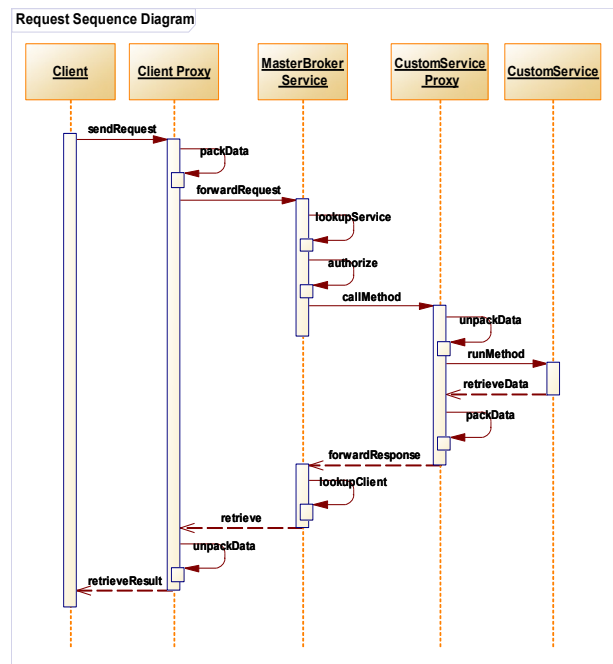 Request Sequence Diagram
Client
Client Proxy
MasterBroker
Service
CustomService
Proxy
CustomService
sendRequest
packData
forwardRequest
lookupService
authorize
callMethod
unpackData
runMethod
retrieveData
packData
forwardResponse
lookupClient
retrieve
unpackData
retrieveResult